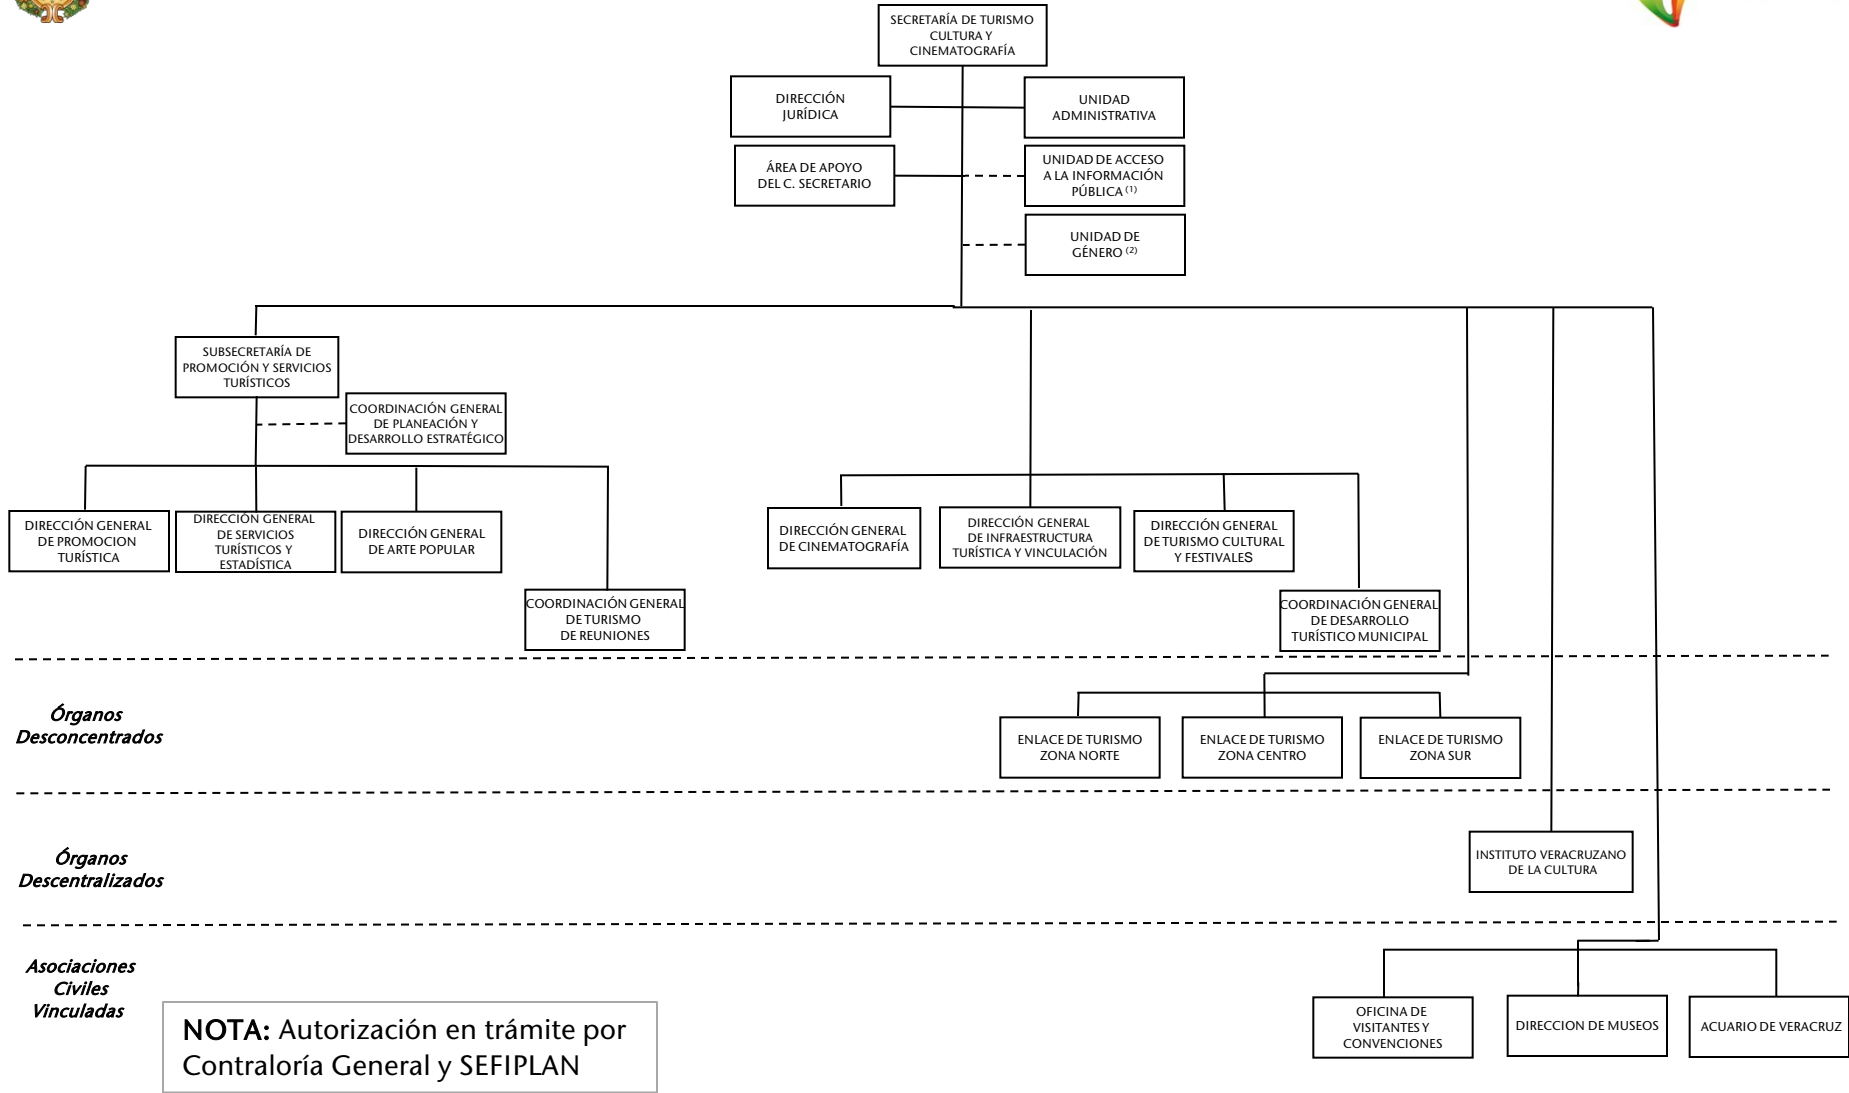 SECRETARÍA DE TURISMO
CULTURA Y
CINEMATOGRAFÍA
DIRECCIÓN
JURÍDICA
UNIDAD
ADMINISTRATIVA
ÁREA DE APOYO
DEL C. SECRETARIO
UNIDAD DE ACCESO
A LA INFORMACIÓN
PÚBLICA (1)
UNIDAD DE
GÉNERO (2)
SUBSECRETARÍA DE
PROMOCIÓN Y SERVICIOS
TURÍSTICOS
COORDINACIÓN GENERAL
DE PLANEACIÓN Y
DESARROLLO ESTRATÉGICO
DIRECCIÓN GENERAL
DE PROMOCION
TURÍSTICA
DIRECCIÓN GENERAL
DE SERVICIOS
TURÍSTICOS Y
ESTADÍSTICA
DIRECCIÓN GENERAL
DE ARTE POPULAR
COORDINACIÓN GENERAL
DE TURISMO
DE REUNIONES
DIRECCIÓN GENERAL
DE CINEMATOGRAFÍA
DIRECCIÓN GENERAL
DE INFRAESTRUCTURA
TURÍSTICA Y VINCULACIÓN
DIRECCIÓN GENERAL
DE TURISMO CULTURAL
Y FESTIVALES
COORDINACIÓN GENERAL
DE DESARROLLO
TURÍSTICO MUNICIPAL
Órganos
Desconcentrados
ENLACE DE TURISMO
ZONA NORTE
ENLACE DE TURISMO
ZONA CENTRO
ENLACE DE TURISMO
ZONA SUR
Órganos
Descentralizados
INSTITUTO VERACRUZANO
DE LA CULTURA
Asociaciones
Civiles
Vinculadas
OFICINA DE
VISITANTES Y
CONVENCIONES
DIRECCION DE MUSEOS
ACUARIO DE VERACRUZ
NOTA: Autorización en trámite por
Contraloría General y SEFIPLAN